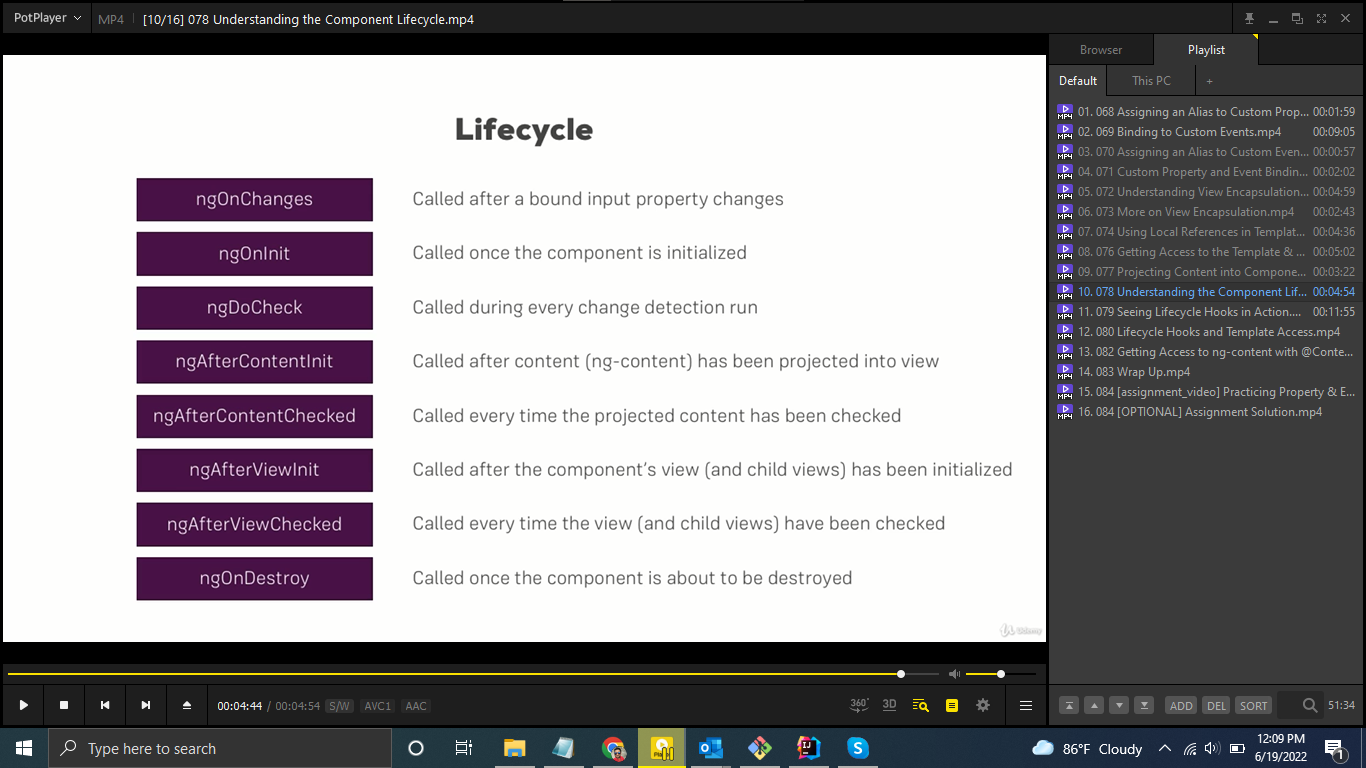 PotPlayer MP4 [10/16] 078 Understanding the Component Lifecycle.mp4
Lifecycle
ngOnChanges Called after a bound input property changes
ngOnInit Called once the component is initialized
ngDoCheck Called during every change detection run
ngAfterContentInit Called after content (ng-content) has been projected into view
ngAfterContentChecked Called every time the projected content has been checked
ngAfterViewInit Called after the component's view (and child views) has been initialized
ngAfterViewChecked Called every time the view (and child views) have been checked
ngOnDestroy Called once the component is about to be destroyed
Udemy
Browser Playlist
Default This PC +
01. 068 Assigning an Alias to Custom Prop... 00:01:59
02. 069 Binding to Custom Events.mp4 00:09:05
03. 070 Assigning an Alias to Custom Even... 00:00:57
04. 071 Custom Property and Event Bindin... 00:02:02
05. 072 Understanding View Encapsulation... 00:04:59
06. 073 More on View Encapsulation.mp4 00:02:43
07. 074 Using Local References in Templat... 00:04:36
08. 076 Getting Access to the Template & ... 00:05:02
09. 077 Projecting Content into Compone... 00:03:22
10. 078 Understanding the Component Lif... 00:04:54
11. 079 Seeing Lifecycle Hooks in Action.... 00:11:55
12. 080 Lifecycle Hooks and Template Access.mp4
13. 082 Getting Access to ng-content with @Conte...
14. 083 Wrap Up.mp4
15. 084 [assignment_video] Practicing Property & E...
16. 084 [OPTIONAL] Assignment Solution.mp4
00:04:44 / 00:04:54 S/W AVC1 AAC 360° 3D
ADD DEL SORT 51:34
Type here to search
86°F Cloudy
12:09 PM
6/19/2022
1